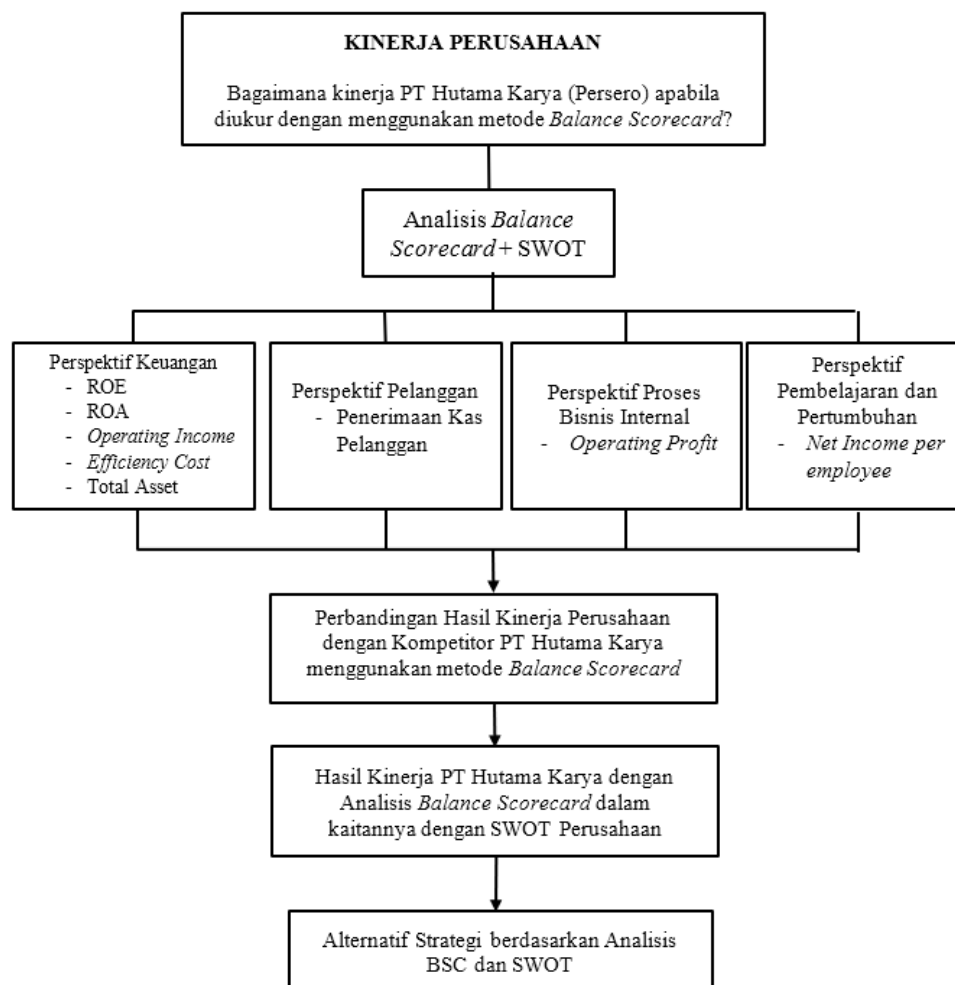 KINERJA PERUSAHAAN
Bagaimana kinerja PT Hutama Karya (Persero) apabila
diukur dengan menggunakan metode Balance Scorecard?
Analisis Balance
Scorecard + SWOT
Perspektif Keuangan
- ROE
- ROA
- Operating Income
- Efficiency Cost
- Total Asset
Perspektif Pelanggan
- Penerimaan Kas
Pelanggan
Perspektif Proses
Bisnis Internal
- Operating Profit
Perspektif
Pembelajaran dan
Pertumbuhan
- Net Income per
employee
Perbandingan Hasil Kinerja Perusahaan
dengan Kompetitor PT Hutama Karya
menggunakan metode Balance Scorecard
Hasil Kinerja PT Hutama Karya dengan
Analisis Balance Scorecard dalam
kaitannya dengan SWOT Perusahaan
Alternatif Strategi berdasarkan Analisis
BSC dan SWOT